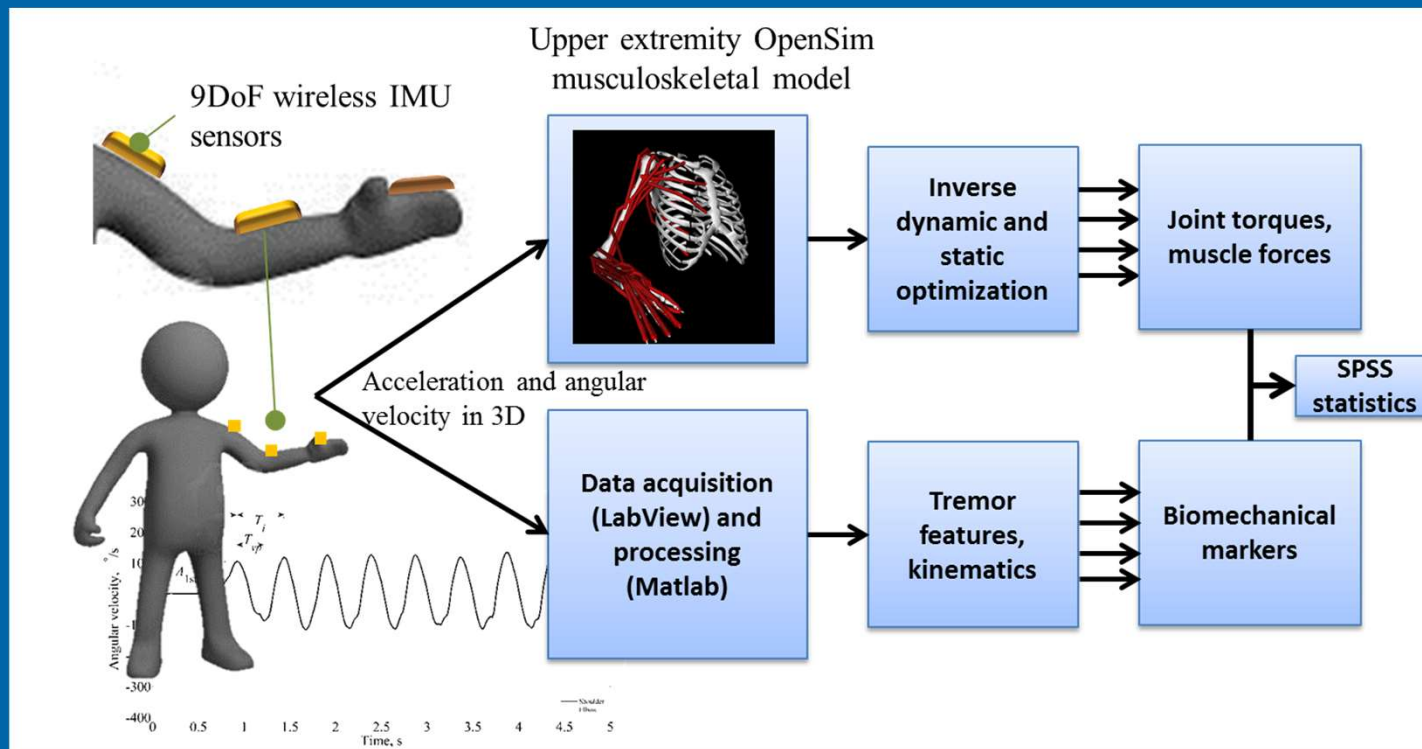 Upper extremity OpenSim
musculoskeletal model
9DoF wireless IMU
sensors
Inverse
dynamic and
static
optimization
Joint torques,
muscle forces
SPSS
statistics
Acceleration and angular
velocity in 3D
Data acquisition
(LabView) and
processing
(Matlab)
Tremor
features,
kinematics
Biomechanical
markers
Angular velocity, °/s
-300
-400
0 0.5 1 1.5 2 2.5 3 3.5 4 4.5 5
Time, s
Shoulder